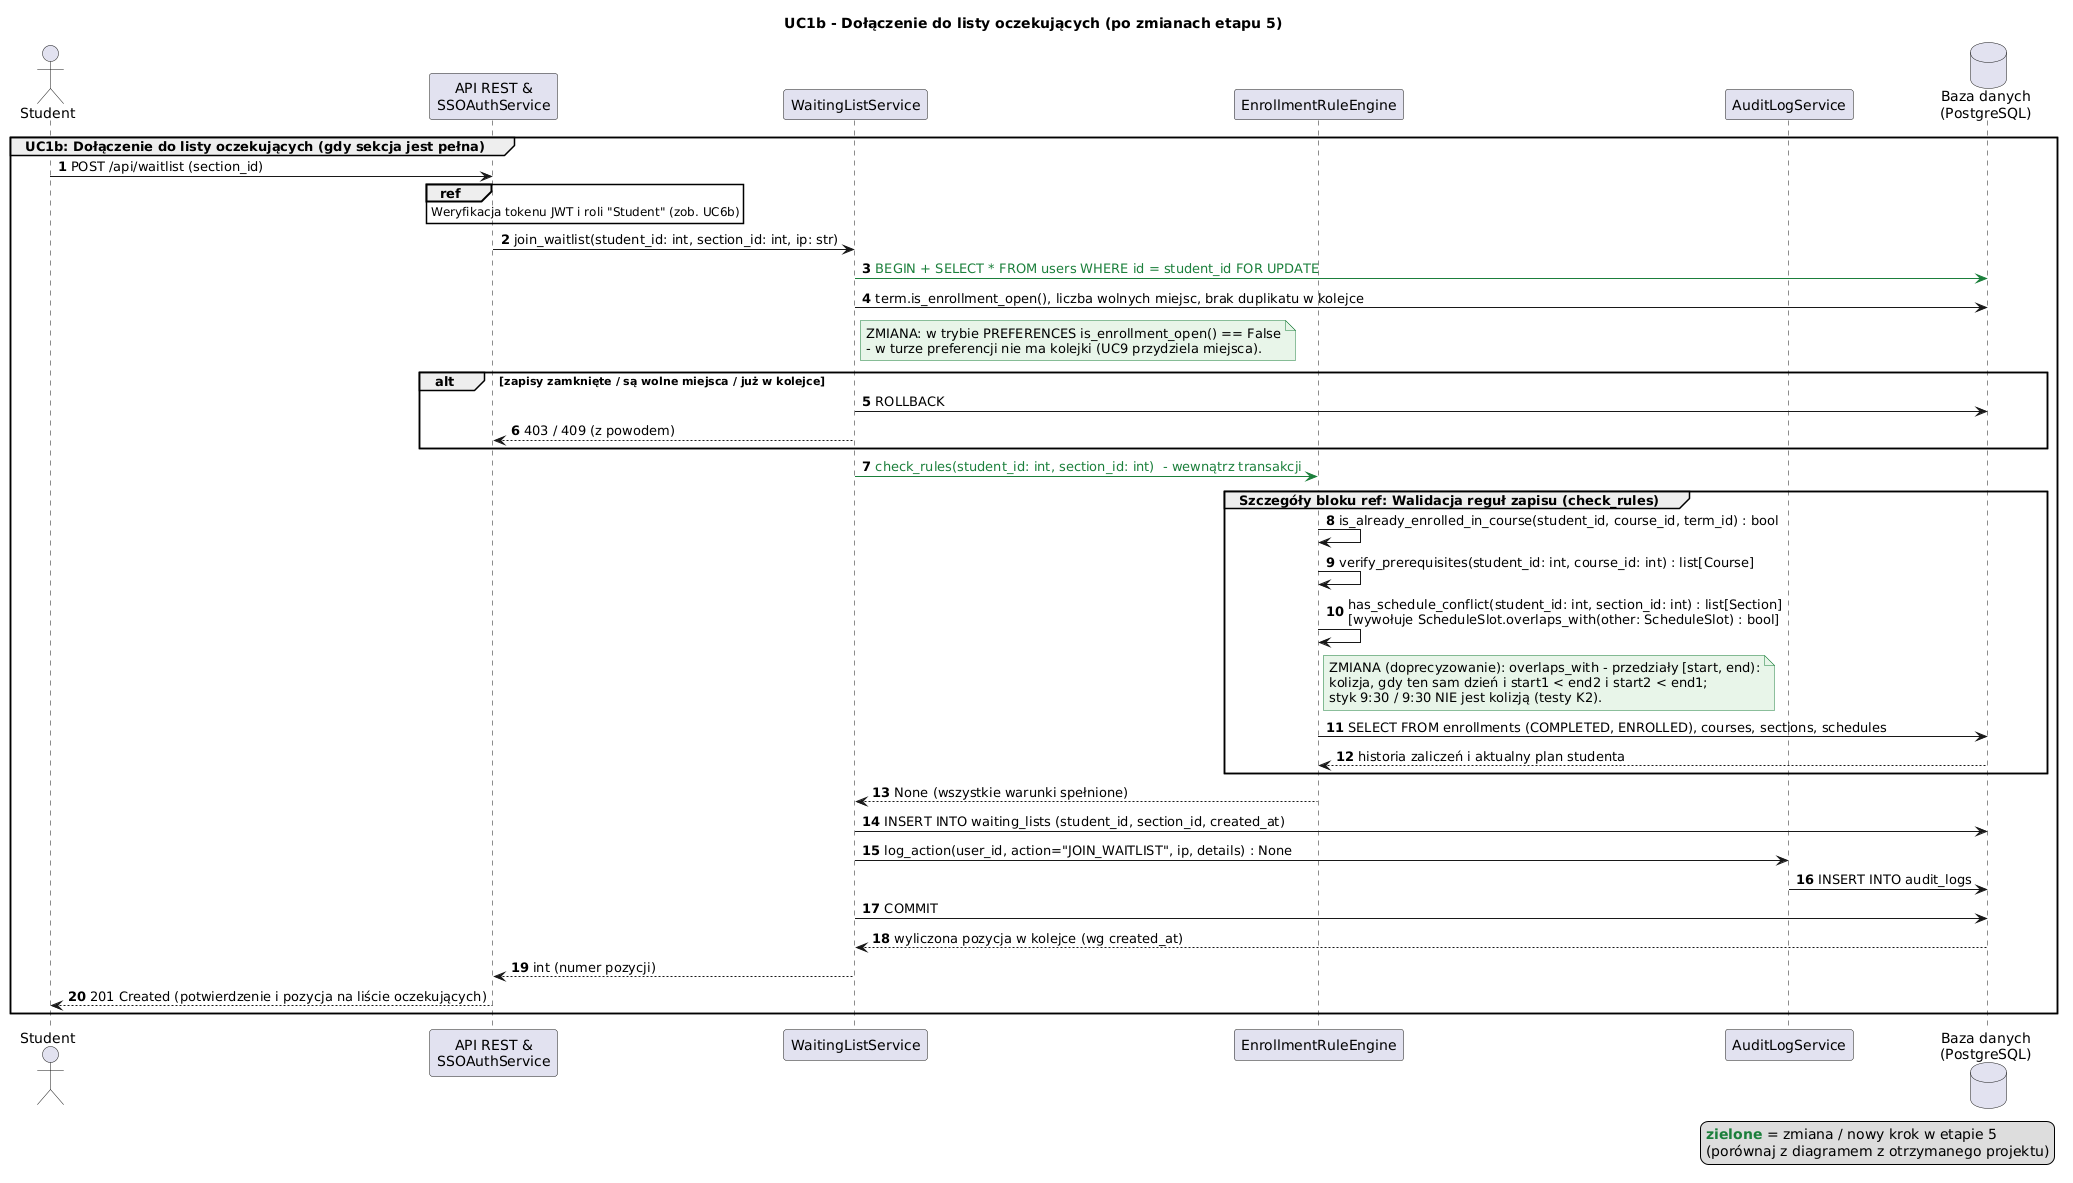 UC1b - Dołączenie do listy oczekujących (po zmianach etapu 5)
Student
API REST &
SSOAuthService
WaitingListService
EnrollmentRuleEngine
AuditLogService
Baza danych
(PostgreSQL)
UC1b: Dołączenie do listy oczekujących (gdy sekcja jest pełna)
1 POST /api/waitlist (section_id)
ref
Weryfikacja tokenu JWT i roli "Student" (zob. UC6b)
2 join_waitlist(student_id: int, section_id: int, ip: str)
3 BEGIN + SELECT * FROM users WHERE id = student_id FOR UPDATE
4 term.is_enrollment_open(), liczba wolnych miejsc, brak duplikatu w kolejce
ZMIANA: w trybie PREFERENCES is_enrollment_open() == False
- w turze preferencji nie ma kolejki (UC9 przydziela miejsca).
alt [zapisy zamknięte / są wolne miejsca / już w kolejce]
5 ROLLBACK
6 403 / 409 (z powodem)
7 check_rules(student_id: int, section_id: int)  - wewnątrz transakcji
Szczegóły bloku ref: Walidacja reguł zapisu (check_rules)
8 is_already_enrolled_in_course(student_id, course_id, term_id) : bool
9 verify_prerequisites(student_id: int, course_id: int) : list[Course]
10 has_schedule_conflict(student_id: int, section_id: int) : list[Section]
[wywołuje ScheduleSlot.overlaps_with(other: ScheduleSlot) : bool]
ZMIANA (doprecyzowanie): overlaps_with - przedziały [start, end):
kolizja, gdy ten sam dzień i start1 < end2 i start2 < end1;
styk 9:30 / 9:30 NIE jest kolizją (testy K2).
11 SELECT FROM enrollments (COMPLETED, ENROLLED), courses, sections, schedules
12 historia zaliczeń i aktualny plan studenta
13 None (wszystkie warunki spełnione)
14 INSERT INTO waiting_lists (student_id, section_id, created_at)
15 log_action(user_id, action="JOIN_WAITLIST", ip, details) : None
16 INSERT INTO audit_logs
17 COMMIT
18 wyliczona pozycja w kolejce (wg created_at)
19 int (numer pozycji)
20 201 Created (potwierdzenie i pozycja na liście oczekujących)
Student
API REST &
SSOAuthService
WaitingListService
EnrollmentRuleEngine
AuditLogService
Baza danych
(PostgreSQL)
zielone = zmiana / nowy krok w etapie 5
(porównaj z diagramem z otrzymanego projektu)